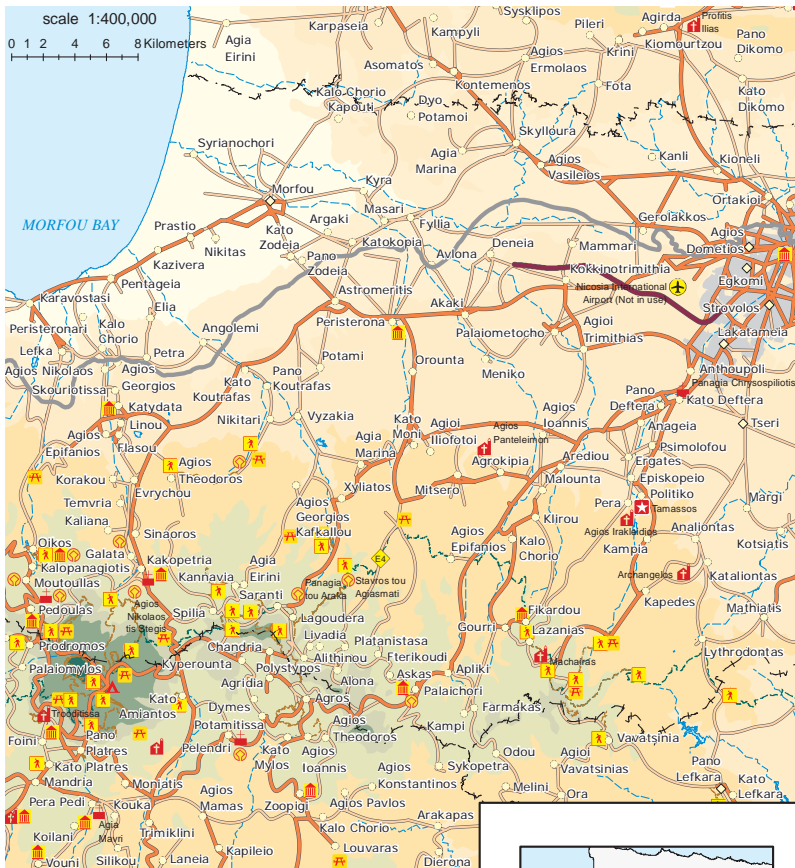 scale 1:400,000
0 1 2 4 6 8 Kilometers
MORFOU BAY
Karpaseia
Agia
Eirini
Kampyli
Sysklipos
Pileri
Agirda
Profitis
Ilias
Krini
Kiomourtzou
Pano
Dikomo
Asomatos
Agios
Ermolaos
Kontemenos
Fota
Kato
Dikomo
Kalo Chorio
Kapouti
Dyo
Potamoi
Skylloura
Syrianochori
Agia
Marina
Agios
Vasileios
Kanli
Kioneli
Morfou
Kyra
Masari
Ortakioi
Argaki
Fyllia
Gerolakkos
Prastio
Kato
Zodeia
Katokopia
Deneia
Mammari
Agios
Dometios
Nikitas
Avlona
Kazivera
Pano
Zodeia
Kokkinotrimithia
Egkomi
Pentageia
Astromeritis
Nicosia International
Airport (Not in use)
Karavostasi
Elia
Akaki
Strovolos
Peristerona
Peristeronari
Kalo
Chorio
Angolemi
Palaiometocho
Agioi
Trimithias
Lakatameia
Lefka
Petra
Potami
Orounta
Agios Nikolaos
Agios
Georgios
Kato
Koutrafas
Pano
Koutrafas
Meniko
Anthoupoli
Panagia Chrysospiliotis
Skouriotissa
Katydata
Pano
Deftera
Kato Deftera
Linou
Nikitari
Vyzakia
Kato
Moni
Agioi
Iliofotoi
Agios
Panteleimon
Agios
Ioannis
Anageia
Tseri
Agios
Epifanios
Flasou
Agia
Marina
Psimolofou
Agrokipia
Arediou
Ergates
Korakou
Agios
Theodoros
Episkopeio
Evrychou
Xyliatos
Mitsero
Malounta
Politiko
Temvria
Agios
Georgios
Pera
Tamassos
Margi
Kaliana
Kafkallou
Klirou
Agios Irakleidios
Analiontas
Sinaoros
Oikos
Agios
Epifanios
Kalo
Chorio
Kampia
Kotsiatis
Galata
Kakopetria
Kalopanagiotis
E4
Agia
Eirini
Moutoullas
Kannavia
Panagia
tou Araka
Stavros tou
Agiasmati
Archangelos
Kataliontas
Saranti
Pedoulas
Agios
Nikolaos
tis Stegis
Spilia
Lagoudera
Fikardou
Kapedes
Mathiatis
Livadia
Platanistasa
Gourri
Lazanias
Prodromos
Chandria
Alithinou
Fterikoudi
Machairas
Lythrodontas
Palaiomylos
Kyperounta
Polystypos
Askas
Apliki
Agridia
Alona
Palaichori
Kato
Amiantos
Dymes
Agros
Farmakas
Trooditissa
Potamitissa
Kampi
Foini
Pano
Platres
Pelendri
Kato
Mylos
Agios
Theodoros
Vavatsinia
Odou
Agioi
Vavatsinias
Agios
Ioannis
Kato Platres
Sykopetra
Pano
Lefkara
Mandria
Moniatis
Agios
Konstantinos
Melini
Ora
Kato
Lefkara
Pera Pedi
Kouka
Agios
Mamas
Zoopigi
Agios Pavlos
Arakapas
Agia
Mavri
Trimiklini
Kalo Chorio
Koilani
Kapileio
Louvaras
Vouni
Silikou
Laneia
Dierona